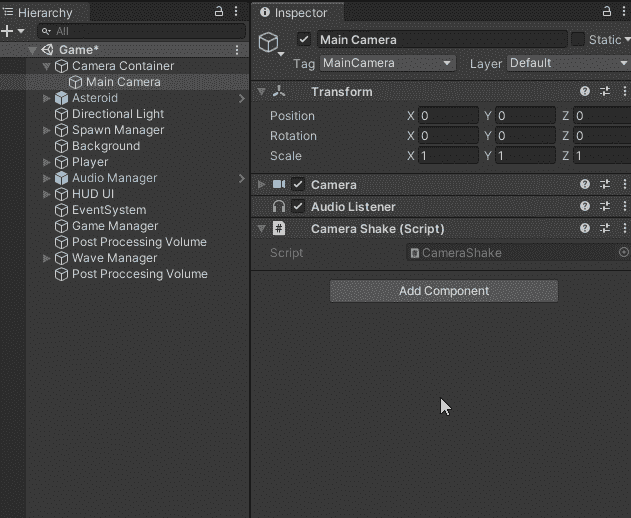 Hierarchy
All
Game*
Camera Container
Main Camera
Asteroid
Directional Light
Spawn Manager
Background
Player
Audio Manager
HUD UI
EventSystem
Game Manager
Post Processing Volume
Wave Manager
Post Proccesing Volume
Inspector
Main Camera Static
Tag MainCamera Layer Default
Transform
Position X 0 Y 0 Z 0
Rotation X 0 Y 0 Z 0
Scale X 1 Y 1 Z 1
Camera
Audio Listener
# Camera Shake (Script)
Script CameraShake
Add Component